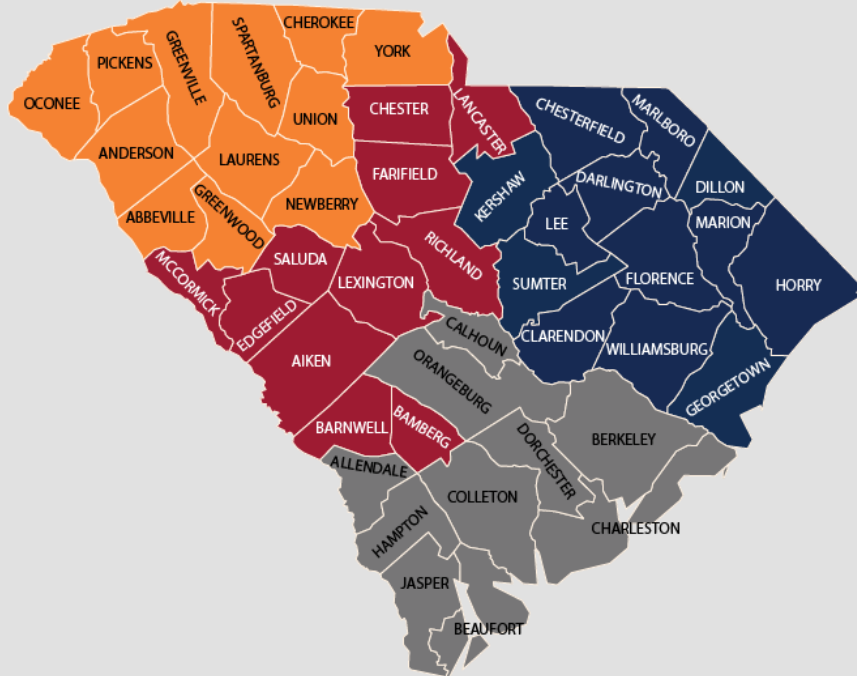 CHEROKEE
SPARTANBURG
GREENVILLE
YORK
PICKENS
OCONEE
UNION
CHESTER
LANCASTER
CHESTERFIELD
MARLBORO
ANDERSON
LAURENS
FARIFIELD
KERSHAW
DARLINGTON
DILLON
ABBEVILLE
GREENWOOD
NEWBERRY
LEE
MARION
SALUDA
RICHLAND
MCCORMICK
LEXINGTON
SUMTER
FLORENCE
HORRY
EDGEFIELD
CALHOUN
CLARENDON
WILLIAMSBURG
AIKEN
ORANGEBURG
GEORGETOWN
BARNWELL
BAMBERG
BERKELEY
ALLENDALE
DORCHESTER
COLLETON
HAMPTON
CHARLESTON
JASPER
BEAUFORT